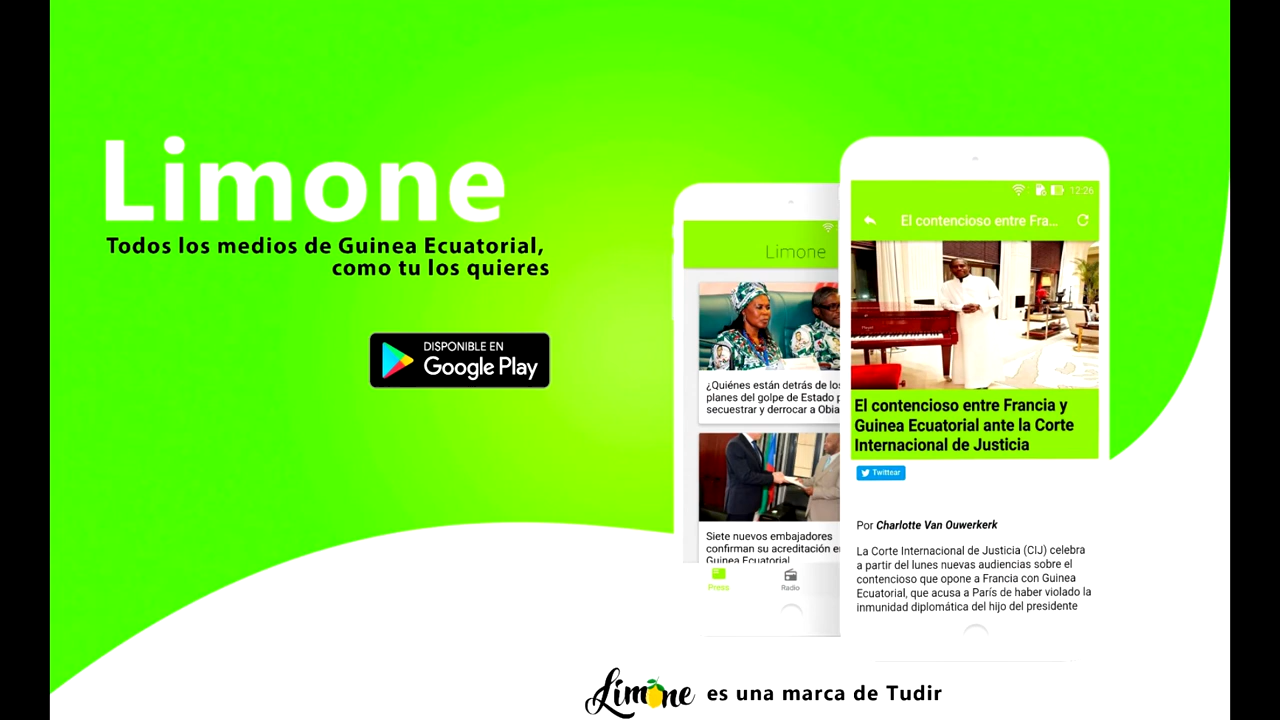 Limone
Todos los medios de Guinea Ecuatorial,
como tu los quieres
DISPONIBLE EN
Google Play
Limone
¿Quiénes están detrás de los
planes del golpe de Estado p
secuestrar y derrocar a Obia
Siete nuevos embajadores
confirman su acreditación e
Guinea Ecuatorial
Press
Radio
12:26
El contencioso entre Fra...
El contencioso entre Francia y
Guinea Ecuatorial ante la Corte
Internacional de Justicia
Twittear
Por Charlotte Van Ouwerkerk
La Corte Internacional de Justicia (CIJ) celebra
a partir del lunes nuevas audiencias sobre el
contencioso que opone a Francia con Guinea
Ecuatorial, que acusa a París de haber violado la
inmunidad diplomática del hijo del presidente
Limone es una marca de Tudir